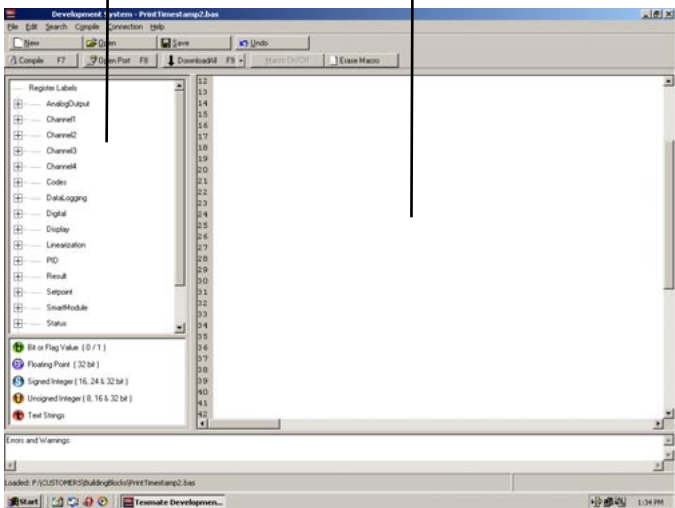 Development System - PrintTimestamp2.bas
File Edit Search Compile Connection Help
New Open Save Undo
Compile F7 Open Port F8 Download/All F9 Macro On/Off Erase Macro
Register Labels
AnalogOutput
Channel1
Channel2
Channel3
Channel4
Codes
DataLogging
Digital
Display
Linearization
PID
Result
Setpoint
SmartModule
Status
Bit or Flag Value ( 0 / 1 )
Floating Point ( 32 bit )
Signed Integer ( 16, 24 & 32 bit )
Unsigned Integer ( 8, 16 & 32 bit )
Text Strings
12
13
14
15
16
17
18
19
20
21
22
23
24
25
26
27
28
29
30
31
32
33
34
35
36
37
38
39
40
41
42
Errors and Warnings:
Loaded: F:\CUSTOMERS\BuildingBlocks\PrintTimestamp2.bas
Start Texmate Developmen... 1:34 PM